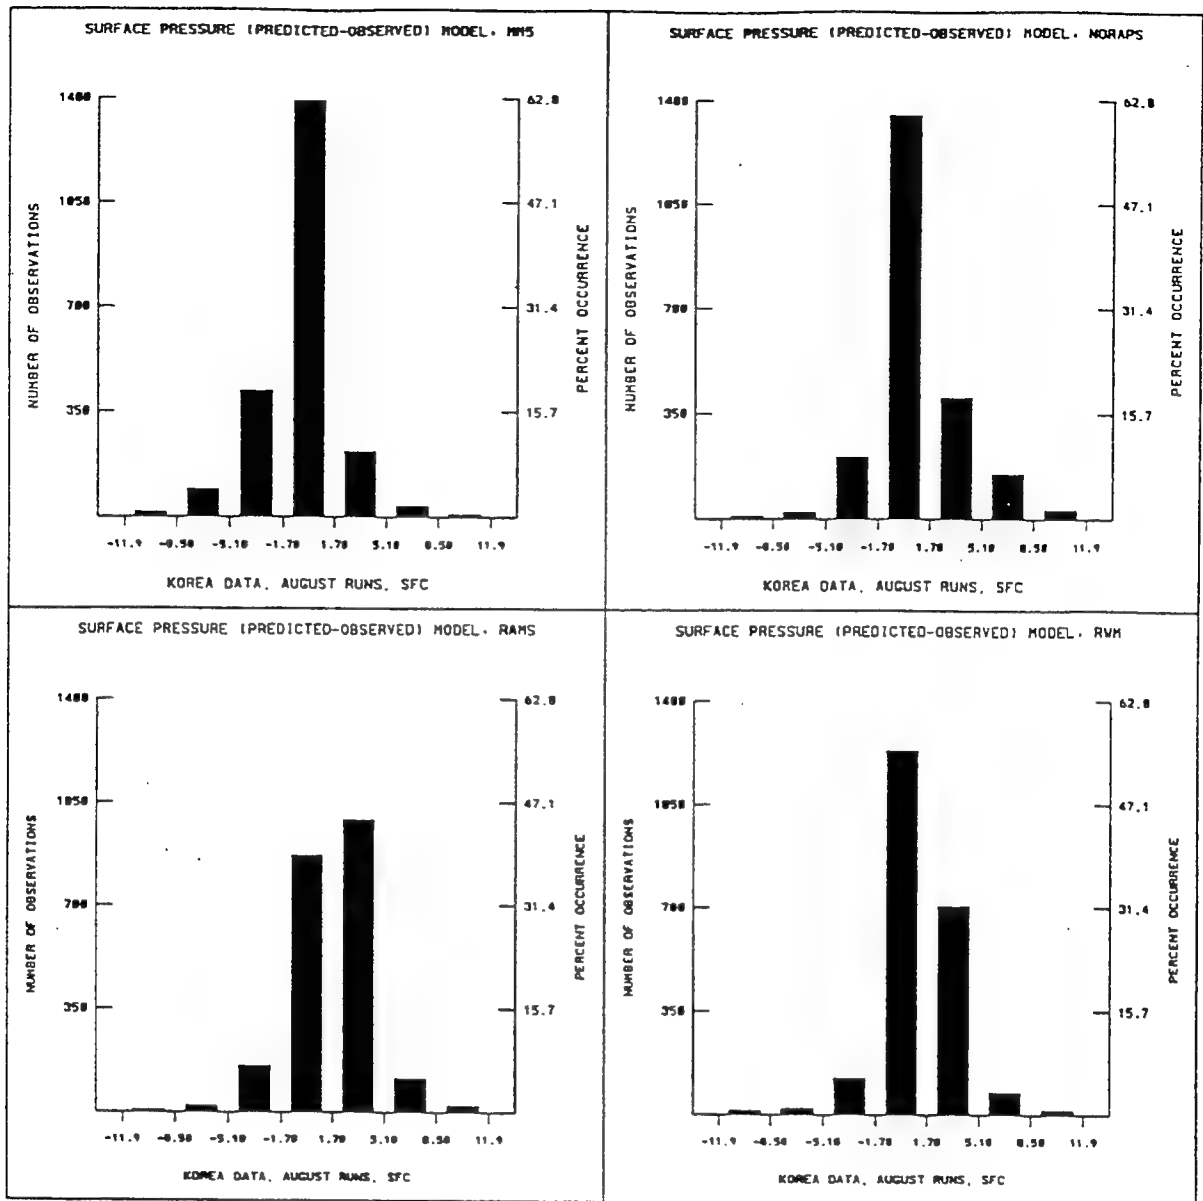 SURFACE PRESSURE (PREDICTED-OBSERVED) MODEL. MM5
1400
1050
700
350
NUMBER OF OBSERVATIONS
62.8
47.1
31.4
15.7
PERCENT OCCURRENCE
-11.9 -8.50 -5.10 -1.70 1.70 5.10 8.50 11.9
KOREA DATA, AUGUST RUNS, SFC
SURFACE PRESSURE (PREDICTED-OBSERVED) MODEL. NORAPS
1400
1050
700
350
NUMBER OF OBSERVATIONS
62.8
47.1
31.4
15.7
PERCENT OCCURRENCE
-11.9 -8.50 -5.10 -1.70 1.70 5.10 8.50 11.9
KOREA DATA, AUGUST RUNS, SFC
SURFACE PRESSURE (PREDICTED-OBSERVED) MODEL. RAMS
1400
1050
700
350
NUMBER OF OBSERVATIONS
62.8
47.1
31.4
15.7
PERCENT OCCURRENCE
-11.9 -8.50 -5.10 -1.70 1.70 5.10 8.50 11.9
KOREA DATA, AUGUST RUNS, SFC
SURFACE PRESSURE (PREDICTED-OBSERVED) MODEL. RWM
1400
1050
700
350
NUMBER OF OBSERVATIONS
62.8
47.1
31.4
15.7
PERCENT OCCURRENCE
-11.9 -8.50 -5.10 -1.70 1.70 5.10 8.50 11.9
KOREA DATA, AUGUST RUNS, SFC